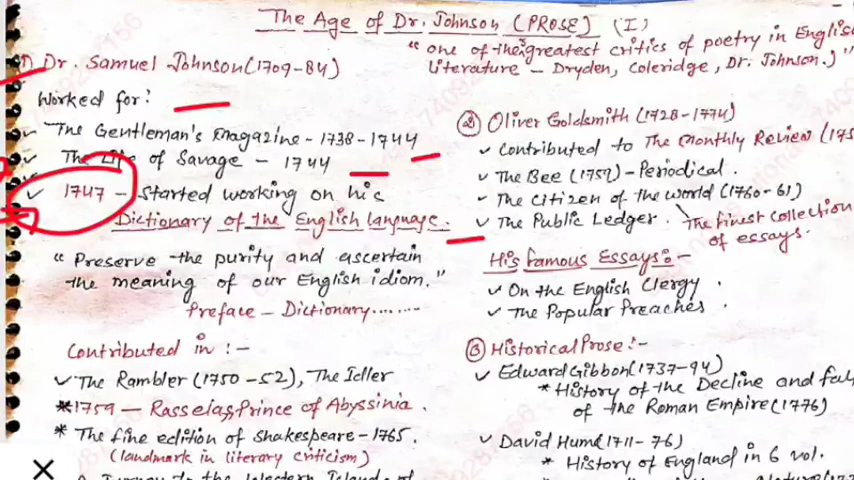 The Age of Dr. Johnson (PROSE) (I)
"one of the greatest critics of poetry in English
literature - Dryden, Coleridge, Dr. Johnson.)"
1) Dr. Samuel Johnson (1709-84)
Worked for:
The Gentleman's Magazine - 1738-1744
The Life of Savage - 1744
1747 - Started working on his
Dictionary of the English language.
"Preserve the purity and ascertain
the meaning of our English idiom."
Preface - Dictionary.......
Contributed in :-
The Rambler (1750-52), The Idler
*1759 - Rasselas, Prince of Abyssinia.
* The fine edition of Shakespeare - 1765.
(landmark in literary criticism)
② Oliver Goldsmith (1728-1774)
Contributed to The Monthly Review
The Bee (1759) - Periodical.
The Citizen of the world (1760-61)
The Public Ledger.
The finest collection
of essays.
His famous Essays:-
On the English Clergy
The Popular Preaches
③ Historical Prose :-
Edward Gibbon (1737-94)
*History of the Decline and fall
of the Roman Empire (1776)
David Hume (1711-76)
* History of England in 6 vol.